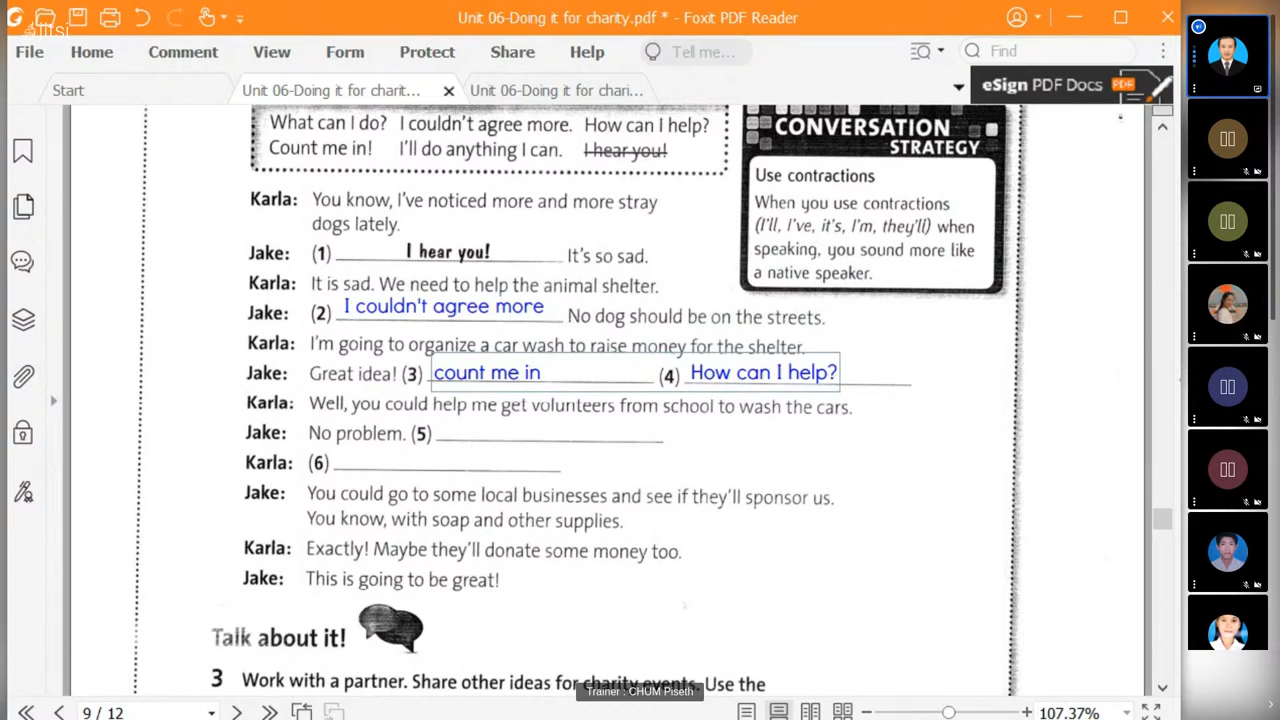 Unit 06-Doing it for charity.pdf * - Foxit PDF Reader
File Home Comment View Form Protect Share Help Tell me... Find
Start Unit 06-Doing it for charit... Unit 06-Doing it for chari... eSign PDF Docs PDF
What can I do? I couldn't agree more. How can I help?
Count me in! I'll do anything I can. I hear you!
CONVERSATION
STRATEGY
Use contractions
When you use contractions
(I'll, I've, it's, I'm, they'll) when
speaking, you sound more like
a native speaker.
Karla: You know, I've noticed more and more stray
dogs lately.
Jake: (1) I hear you! It's so sad.
Karla: It is sad. We need to help the animal shelter.
Jake: (2) I couldn't agree more No dog should be on the streets.
Karla: I'm going to organize a car wash to raise money for the shelter.
Jake: Great idea! (3) count me in (4) How can I help?
Karla: Well, you could help me get volunteers from school to wash the cars.
Jake: No problem. (5)
Karla: (6)
Jake: You could go to some local businesses and see if they'll sponsor us.
You know, with soap and other supplies.
Karla: Exactly! Maybe they'll donate some money too.
Jake: This is going to be great!
Talk about it!
3 Work with a partner. Share other ideas for charity events. Use the
Trainer : CHUM Piseth
9 / 12 107.37%